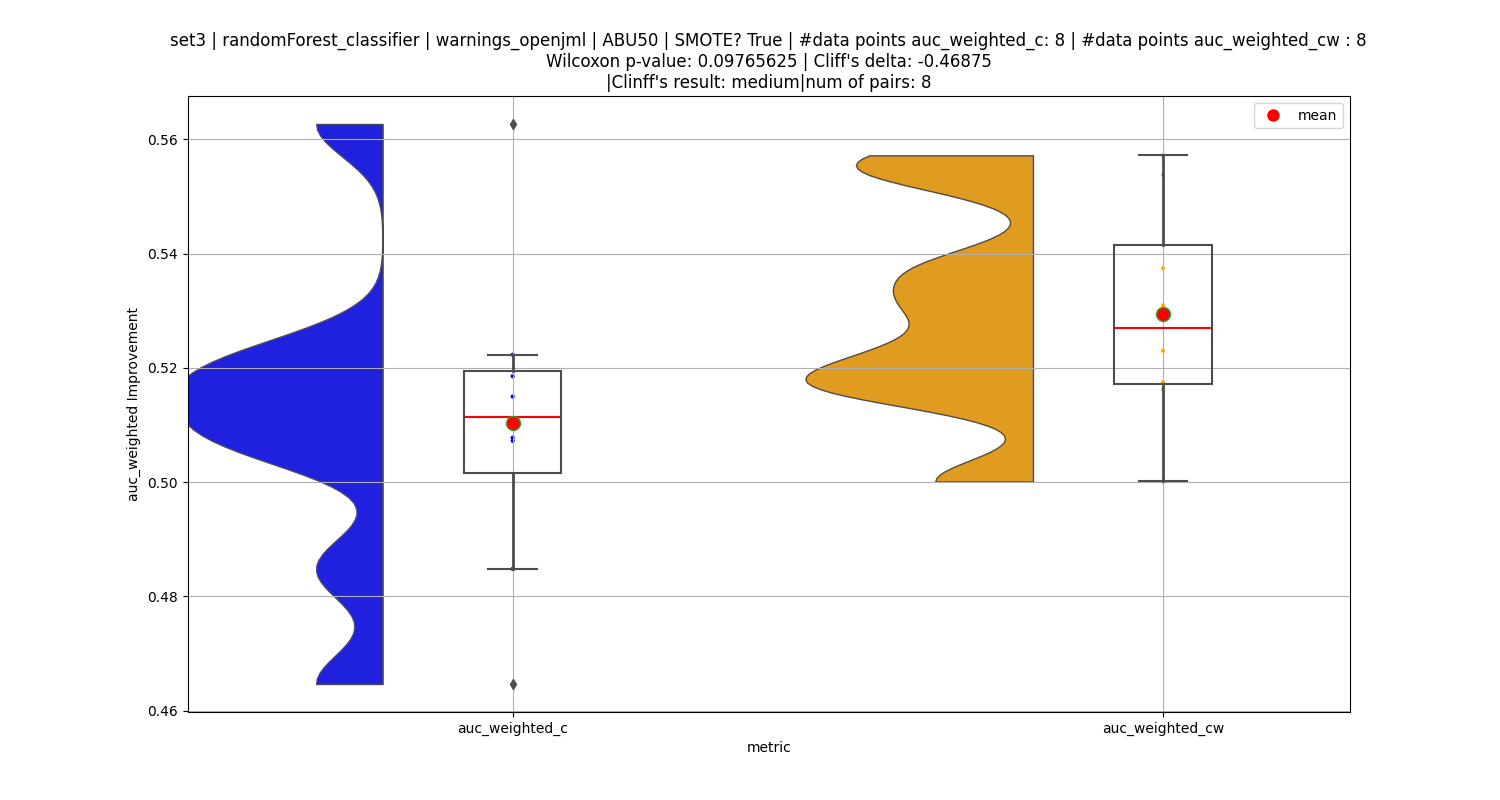 set3 | randomForest_classifier | warnings_openjml | ABU50 | SMOTE? True | #data points auc_weighted_c: 8 | #data points auc_weighted_cw : 8
Wilcoxon p-value: 0.09765625 | Cliff's delta: -0.46875
|Clinff's result: medium|num of pairs: 8
mean
0.56
0.54
0.52
0.50
0.48
0.46
auc_weighted Improvement
auc_weighted_c
auc_weighted_cw
metric